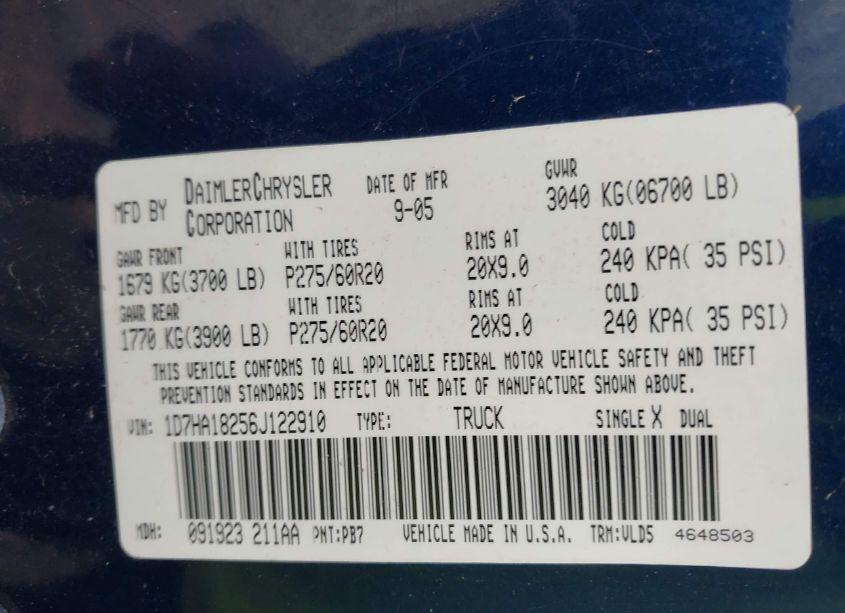 MFD BY DAIMLERCHRYSLER CORPORATION DATE OF MFR 9-05 GVWR 3040 KG(06700 LB)
GAWR FRONT WITH TIRES RIMS AT COLD
1679 KG(3700 LB) P275/60R20 20X9.0 240 KPA( 35 PSI)
GAWR REAR WITH TIRES RIMS AT COLD
1770 KG(3900 LB) P275/60R20 20X9.0 240 KPA( 35 PSI)
THIS VEHICLE CONFORMS TO ALL APPLICABLE FEDERAL MOTOR VEHICLE SAFETY AND THEFT
PREVENTION STANDARDS IN EFFECT ON THE DATE OF MANUFACTURE SHOWN ABOVE.
VIN: 1D7HA18256J122910 TYPE: TRUCK SINGLE X DUAL
MDH: 091923 211AA PNT:PB7 VEHICLE MADE IN U.S.A. TRM:VLD5 4648503